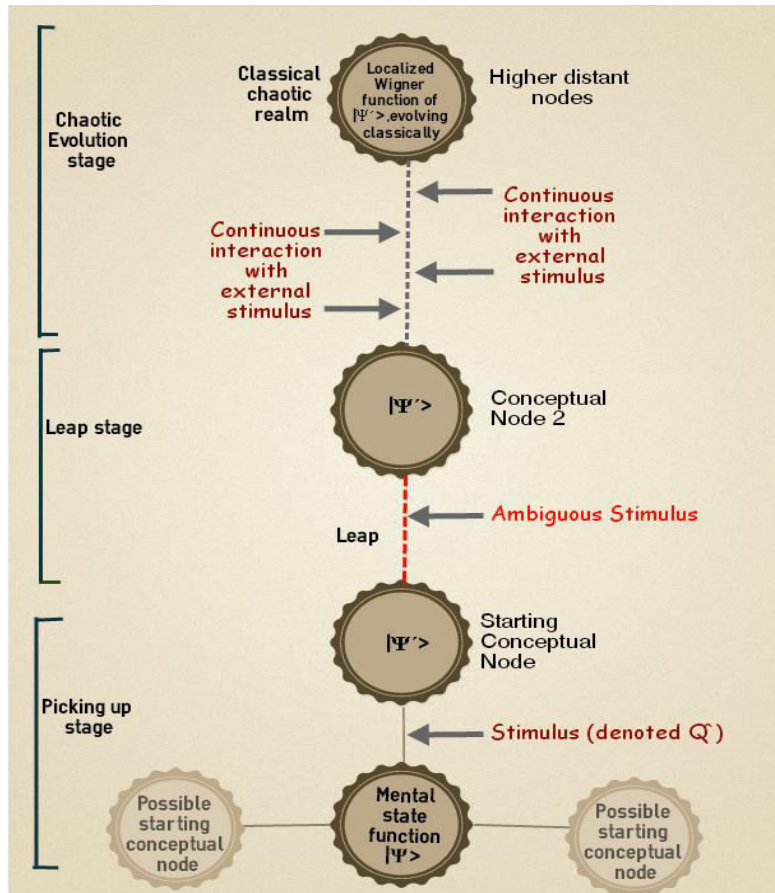 Classical
chaotic
realm
Localized
Wigner
function of
|Ψ´>,evolving
classically
Higher distant
nodes
Chaotic
Evolution
stage
Continuous
interaction
with
external
stimulus
Continuous
interaction
with
external
stimulus
Leap stage
|Ψ´>
Conceptual
Node 2
Leap
Ambiguous Stimulus
|Ψ´>
Starting
Conceptual
Node
Picking up
stage
Stimulus (denoted Q̂)
Possible
starting
conceptual
node
Mental
state
function
|Ψ>
Possible
starting
conceptual
node